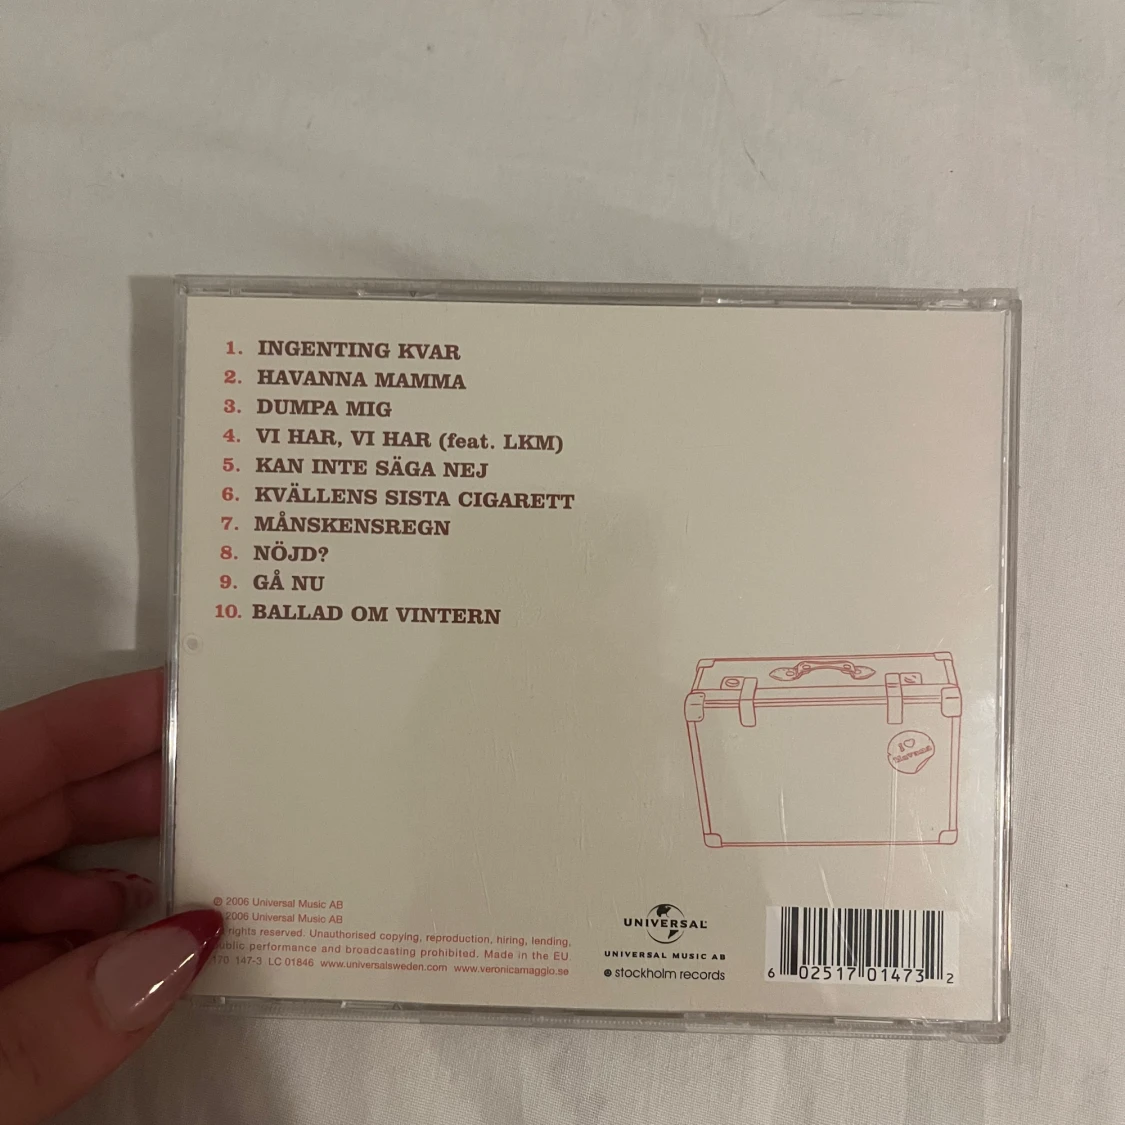 1. INGENTING KVAR
2. HAVANNA MAMMA
3. DUMPA MIG
4. VI HAR, VI HAR (feat. LKM)
5. KAN INTE SÄGA NEJ
6. KVÄLLENS SISTA CIGARETT
7. MÅNSKENSREGN
8. NÖJD?
9. GÅ NU
10. BALLAD OM VINTERN
I ♡
Havanna
℗ 2006 Universal Music AB
2006 Universal Music AB
rights reserved. Unauthorised copying, reproduction, hiring, lending,
public performance and broadcasting prohibited. Made in the EU
170 147-3 LC 01846 www.universalsweden.com www.veronicamaggio.se
UNIVERSAL
UNIVERSAL MUSIC AB
stockholm records
6 02517 01473 2